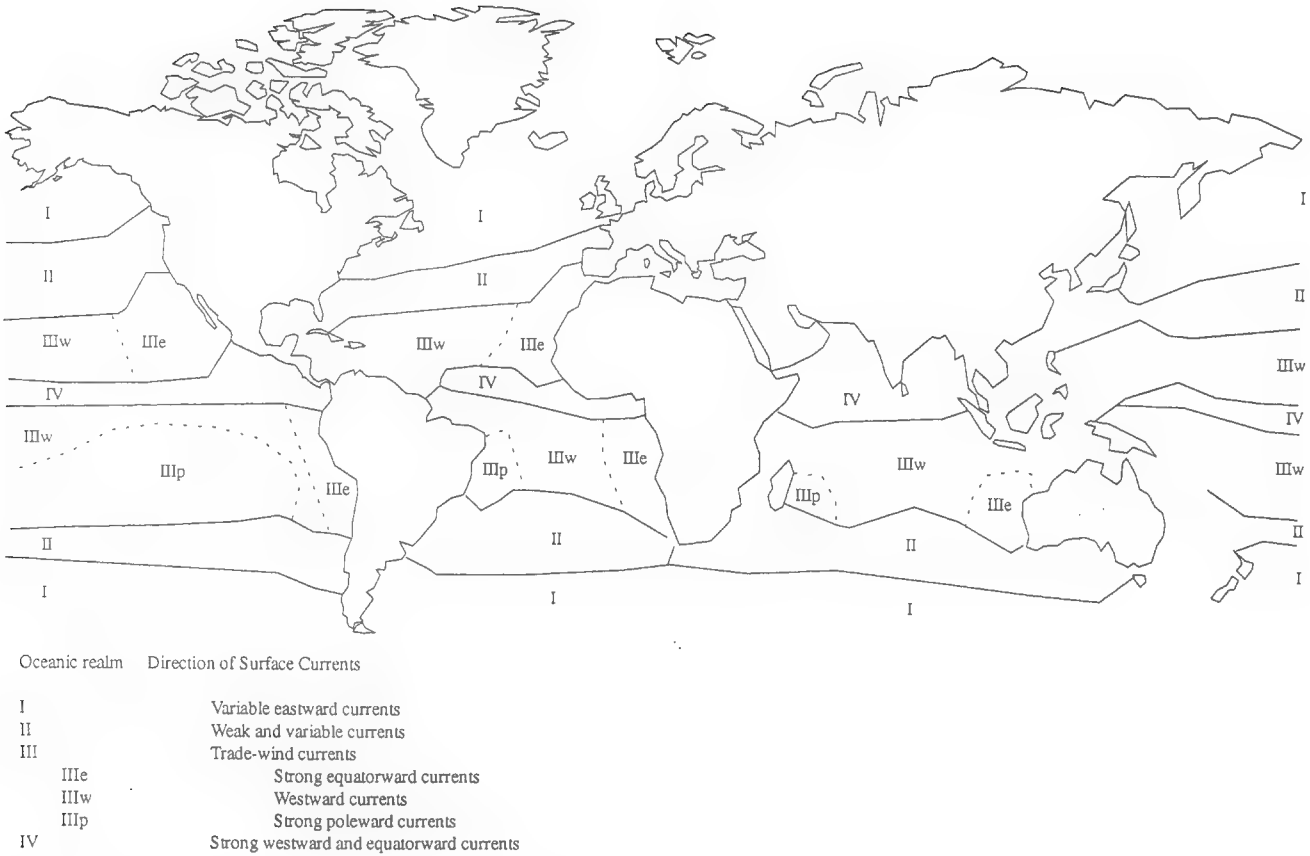 I
I
I
II
II
II
IIIw
IIIe
IIIw
IIIe
IIIw
IV
IV
IV
IV
IIIw
IIIp
IIIe
IIIp
IIIw
IIIe
IIIw
IIIp
IIIe
IIIw
II
II
II
II
I
I
I
I
Oceanic realm Direction of Surface Currents
I Variable eastward currents
II Weak and variable currents
III Trade-wind currents
IIIe Strong equatorward currents
IIIw Westward currents
IIIp Strong poleward currents
IV Strong westward and equatorward currents